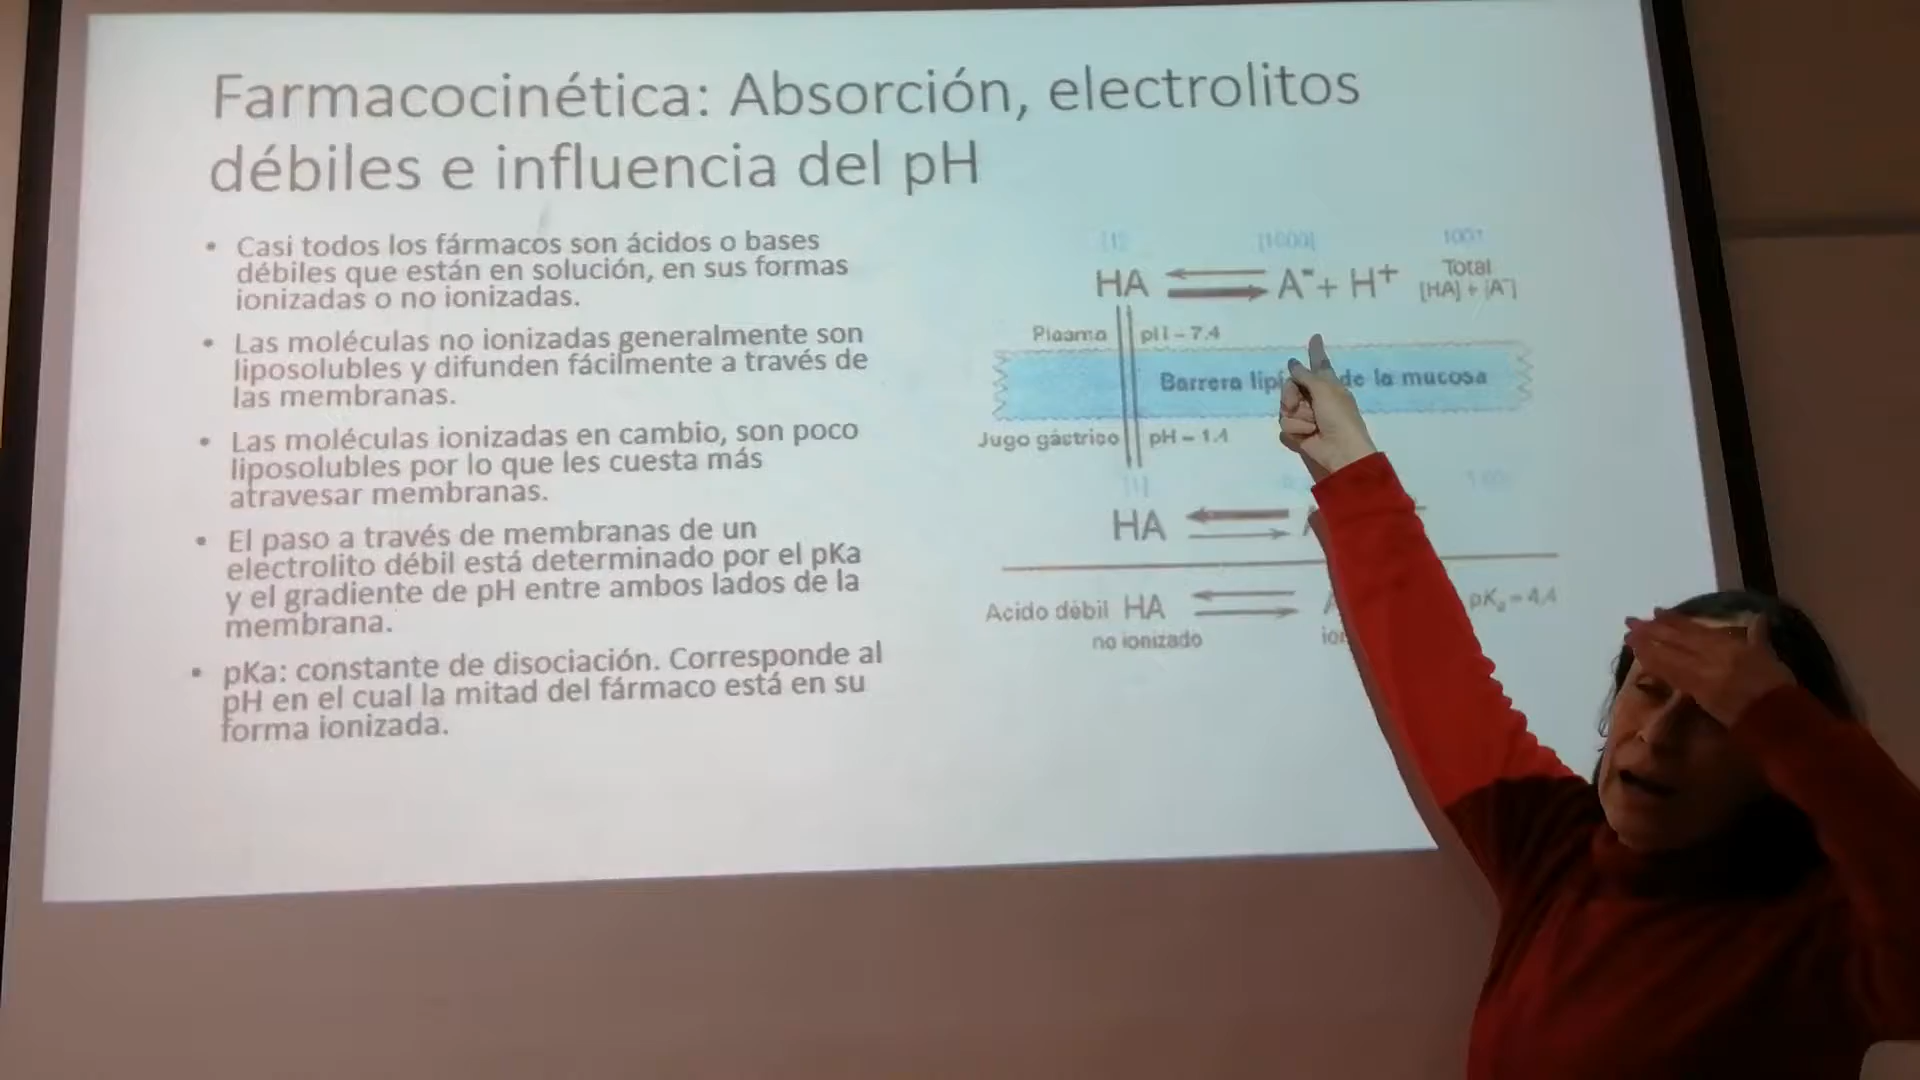 Farmacocinética: Absorción, electrolitos
débiles e influencia del pH
• Casi todos los fármacos son ácidos o bases
débiles que están en solución, en sus formas
ionizadas o no ionizadas.
• Las moléculas no ionizadas generalmente son
liposolubles y difunden fácilmente a través de
las membranas.
• Las moléculas ionizadas en cambio, son poco
liposolubles por lo que les cuesta más
atravesar membranas.
• El paso a través de membranas de un
electrolito débil está determinado por el pKa
y el gradiente de pH entre ambos lados de la
membrana.
• pKa: constante de disociación. Corresponde al
pH en el cual la mitad del fármaco está en su
forma ionizada.
[1] [1000] 1001
HA ⇌ A⁻ + H⁺ Total
[HA] + [A⁻]
Plasma pH = 7.4
Barrera de la mucosa
Jugo gástrico pH = 1.4
[1]
HA ⇌
Acido débil HA ⇌ pKa = 4,4
no ionizado